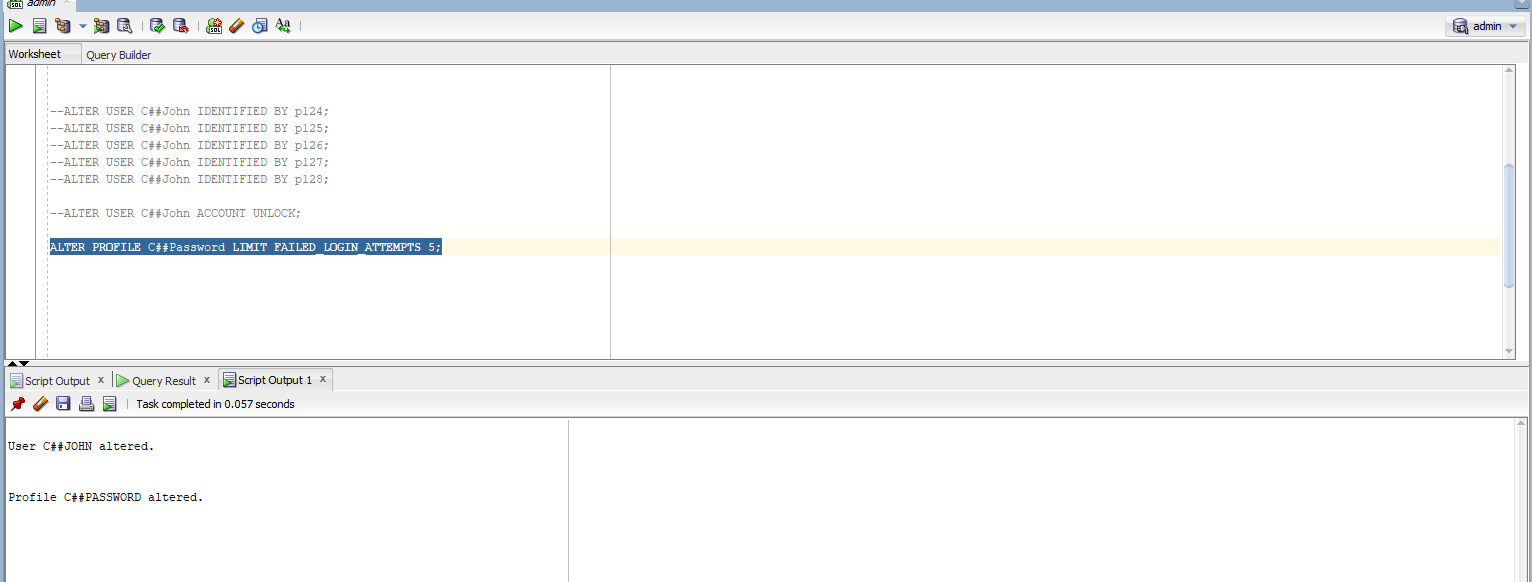 admin
admin
Worksheet Query Builder
--ALTER USER C##John IDENTIFIED BY p124;
--ALTER USER C##John IDENTIFIED BY p125;
--ALTER USER C##John IDENTIFIED BY p126;
--ALTER USER C##John IDENTIFIED BY p127;
--ALTER USER C##John IDENTIFIED BY p128;
--ALTER USER C##John ACCOUNT UNLOCK;
ALTER PROFILE C##Password LIMIT FAILED_LOGIN_ATTEMPTS 5;
Script Output x Query Result x Script Output 1 x
Task completed in 0.057 seconds
User C##JOHN altered.
Profile C##PASSWORD altered.